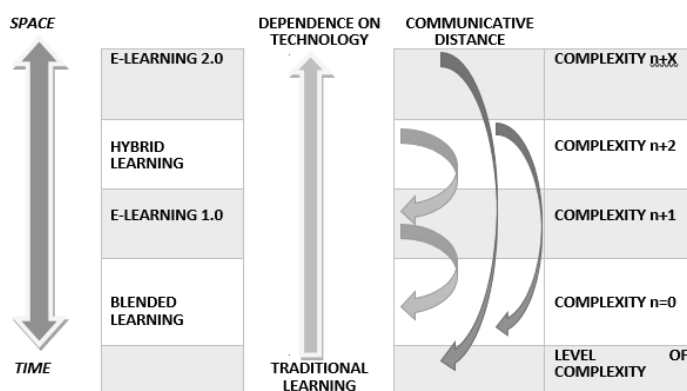 SPACE
DEPENDENCE ON
TECHNOLOGY
COMMUNICATIVE
DISTANCE
E-LEARNING 2.0
COMPLEXITY n+X
HYBRID
LEARNING
COMPLEXITY n+2
E-LEARNING 1.0
COMPLEXITY n+1
BLENDED
LEARNING
COMPLEXITY n=0
TIME
TRADITIONAL
LEARNING
LEVEL OF
COMPLEXITY